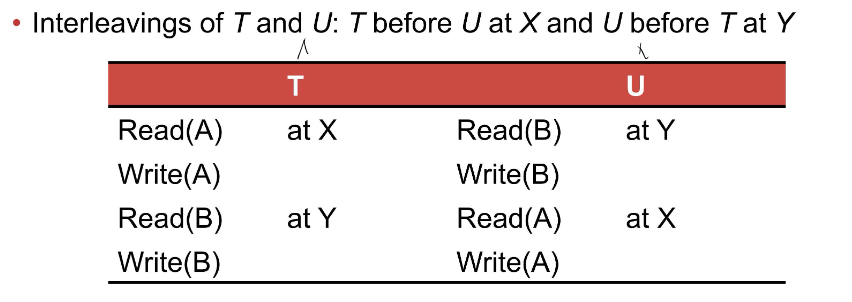 • Interleavings of T and U: T before U at X and U before T at Y
T U
Read(A) at X Read(B) at Y
Write(A) Write(B)
Read(B) at Y Read(A) at X
Write(B) Write(A)